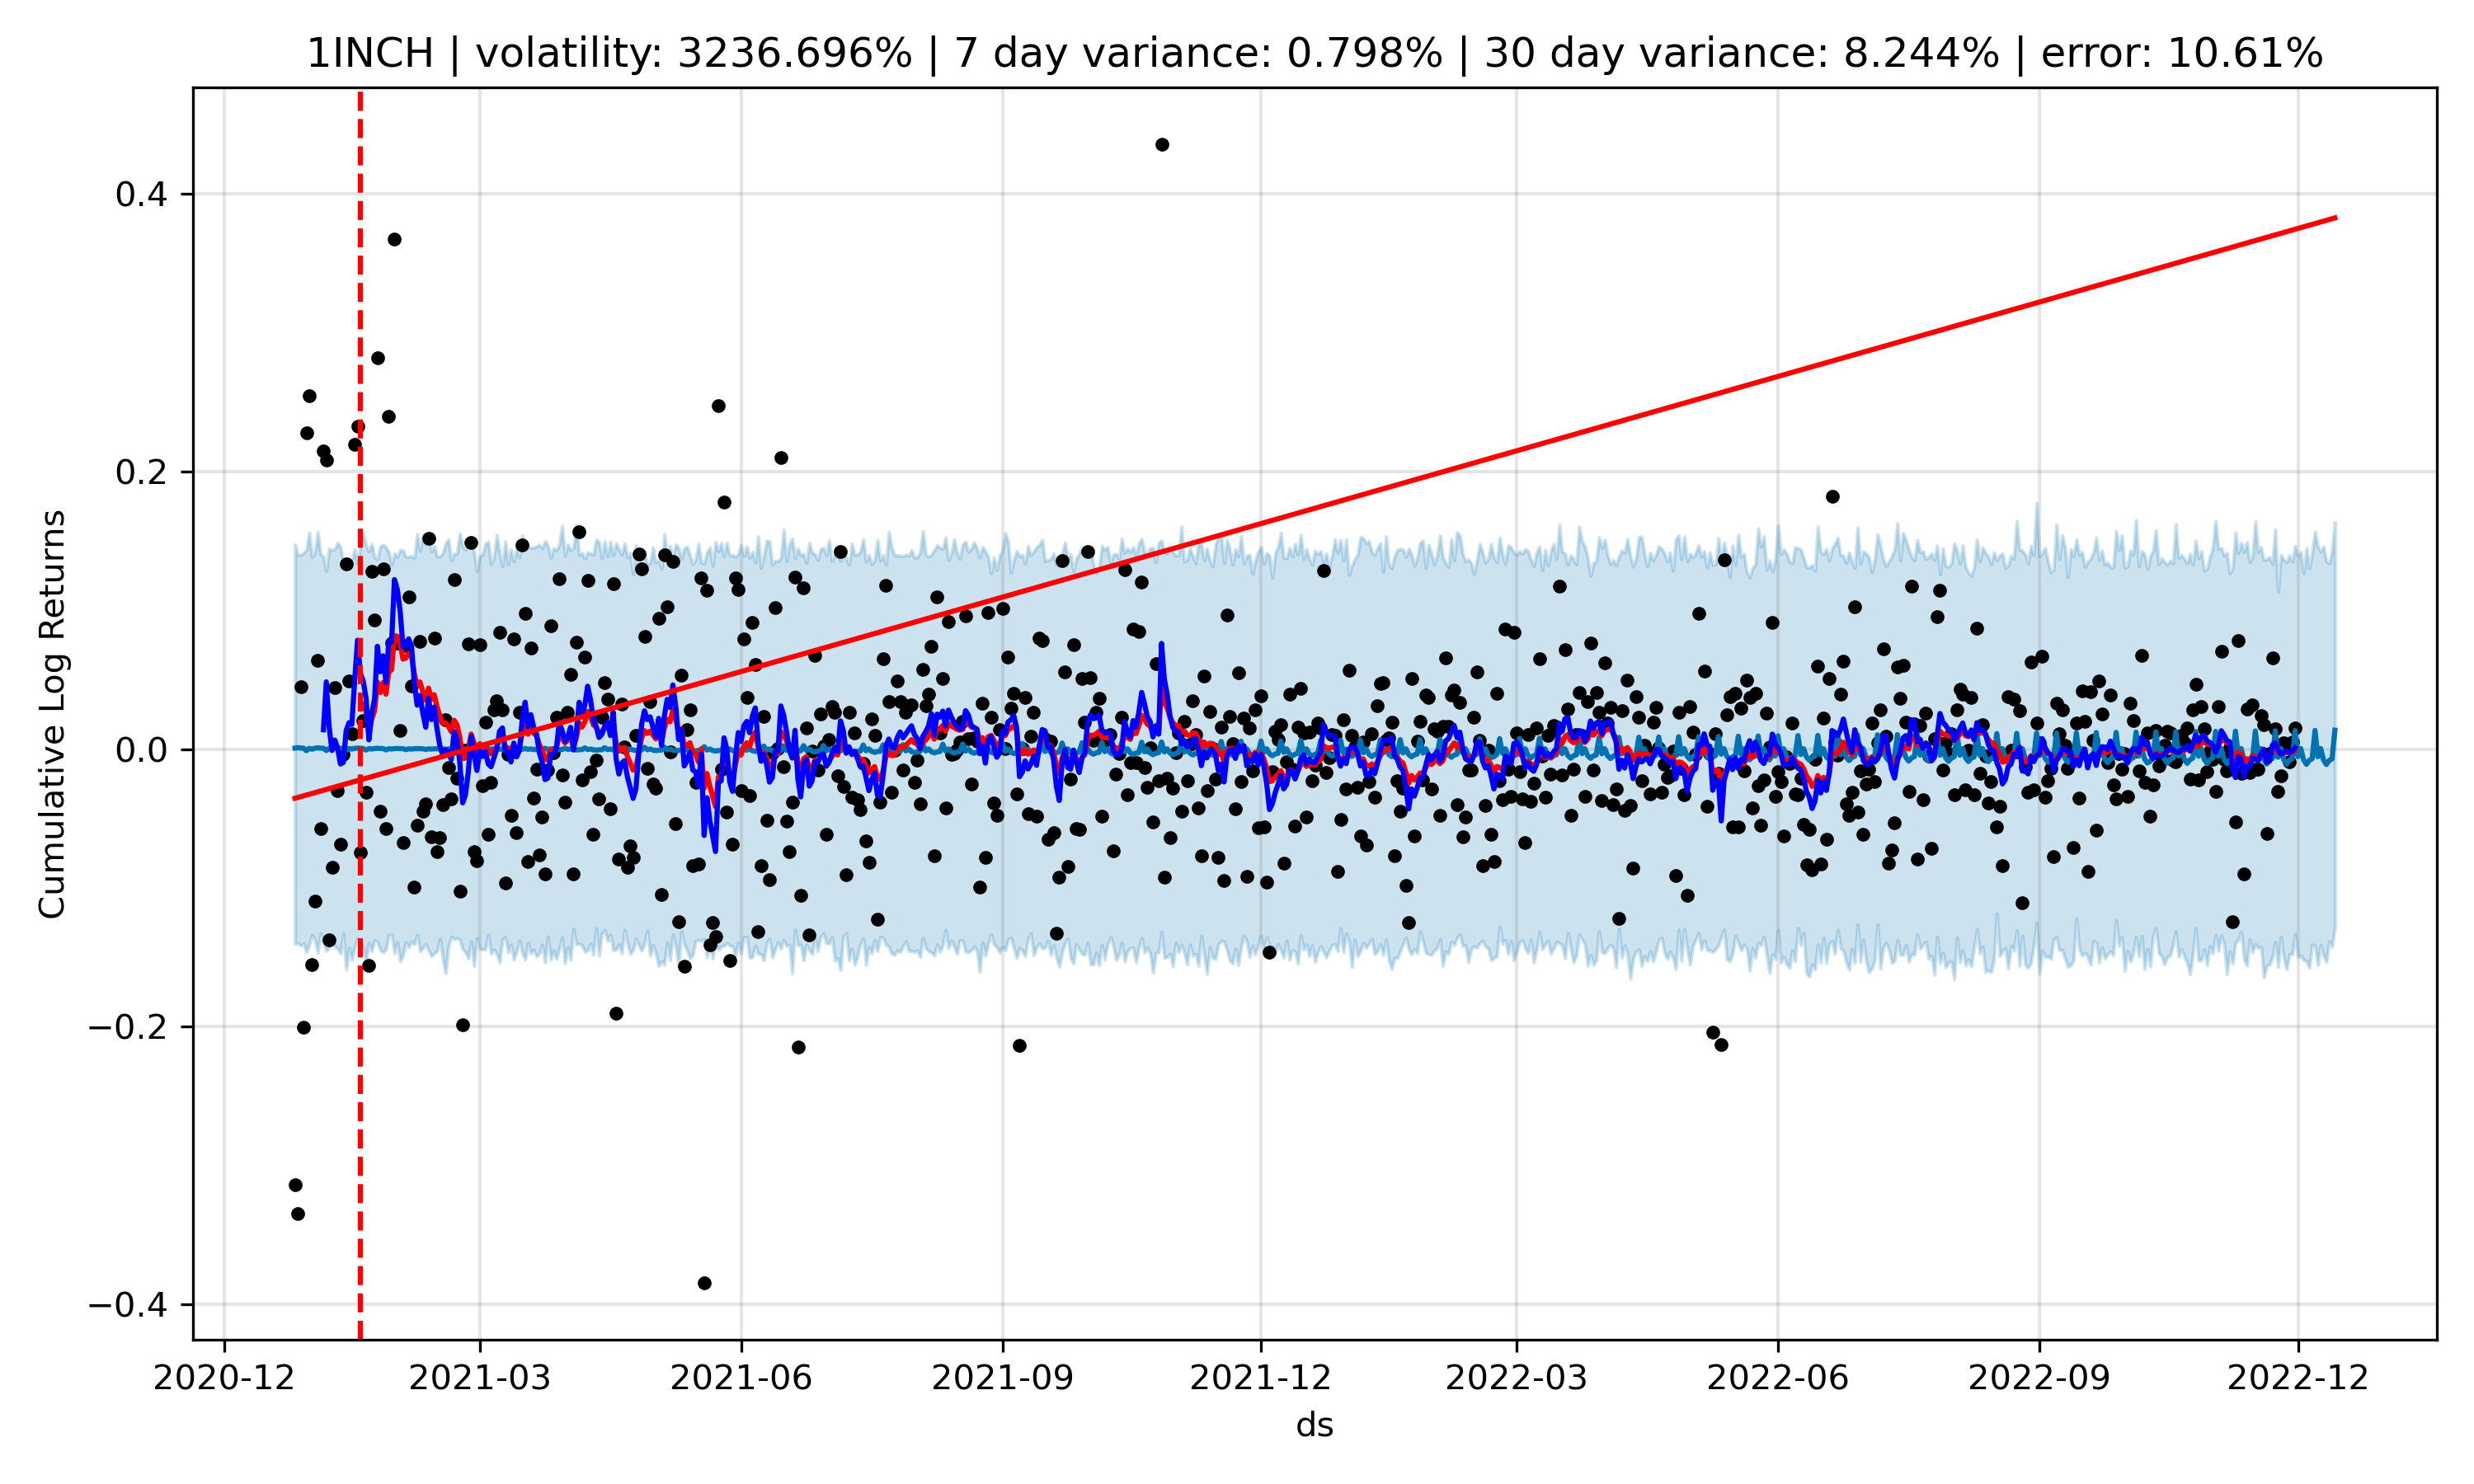 1INCH | volatility: 3236.696% | 7 day variance: 0.798% | 30 day variance: 8.244% | error: 10.61%
0.4
0.2
0.0
−0.2
−0.4
Cumulative Log Returns
2020-12 2021-03 2021-06 2021-09 2021-12 2022-03 2022-06 2022-09 2022-12
ds